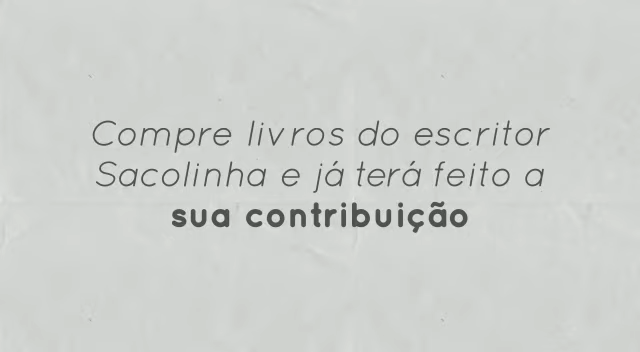 Compre livros do escritor
Sacolinha e já terá feito a
sua contribuição